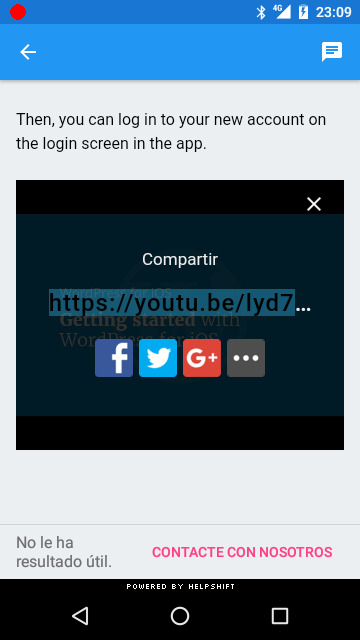 4G 23:09
Then, you can log in to your new account on
the login screen in the app.
Compartir
WordPress for iOS
https://youtu.be/lyd7...
Getting started with
WordPress for iOS
f G+
No le ha
resultado útil.
CONTACTE CON NOSOTROS
POWERED BY HELPSHIFT